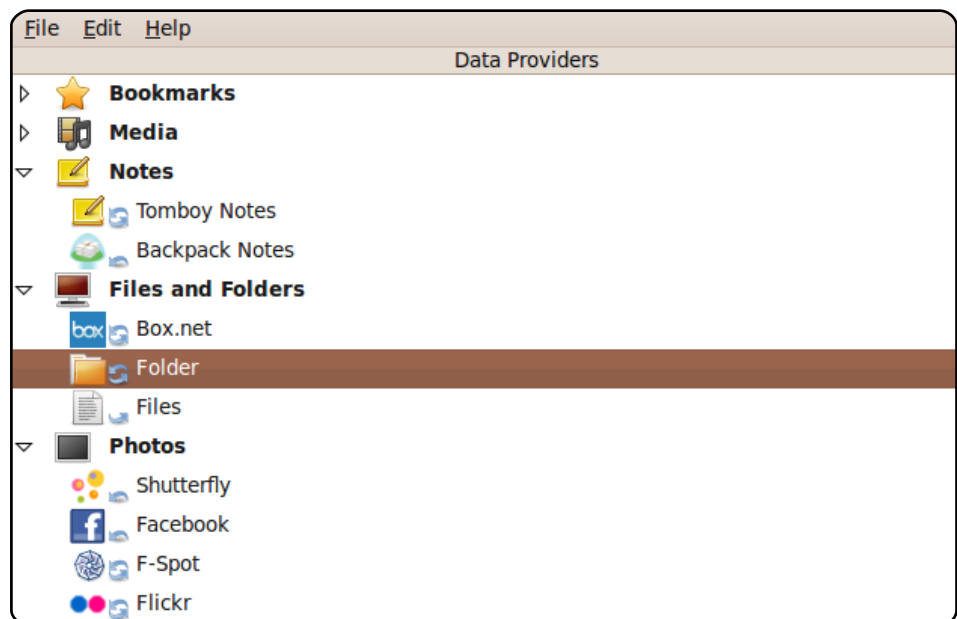 File Edit Help
Data Providers
Bookmarks
Media
Notes
Tomboy Notes
Backpack Notes
Files and Folders
box Box.net
Folder
Files
Photos
Shutterfly
f Facebook
F-Spot
Flickr